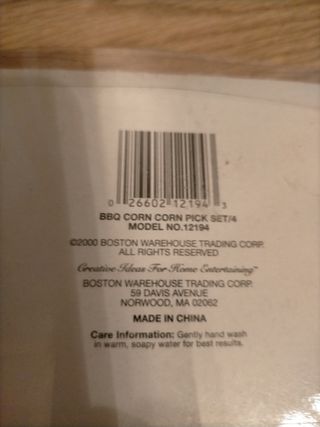 0 26602 12194 3
BBQ CORN CORN PICK SET/4
MODEL NO.12194
©2000 BOSTON WAREHOUSE TRADING CORP.
ALL RIGHTS RESERVED
Creative Ideas For Home Entertaining™
BOSTON WAREHOUSE TRADING CORP.
59 DAVIS AVENUE
NORWOOD, MA 02062
MADE IN CHINA
Care Information: Gently hand wash
in warm, soapy water for best results.